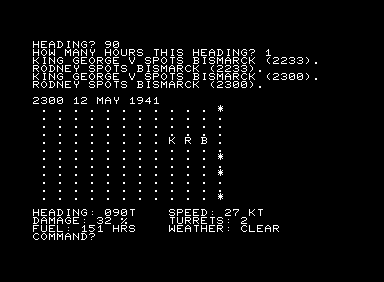 HEADING? 90
HOW MANY HOURS THIS HEADING? 1
KING GEORGE V SPOTS BISMARCK (2233).
RODNEY SPOTS BISMARCK (2233).
KING GEORGE V SPOTS BISMARCK (2300).
RODNEY SPOTS BISMARCK (2300).
2300 12 MAY 1941
. . . . . . . . . . . *
. . . . . . . . . . . .
. . . . . . . . . . . .
. . . . . . . . . . . .
. . . . . . . . K R B .
. . . . . . . . . . . .
. . . . . . . . . . . *
. . . . . . . . . . . .
. . . . . . . . . . . *
. . . . . . . . . . . .
. . . . . . . . . . . .
. . . . . . . . . . . *
HEADING: 090T SPEED: 27 KT
DAMAGE: 32 % TURRETS: 2
FUEL: 151 HRS WEATHER: CLEAR
COMMAND?